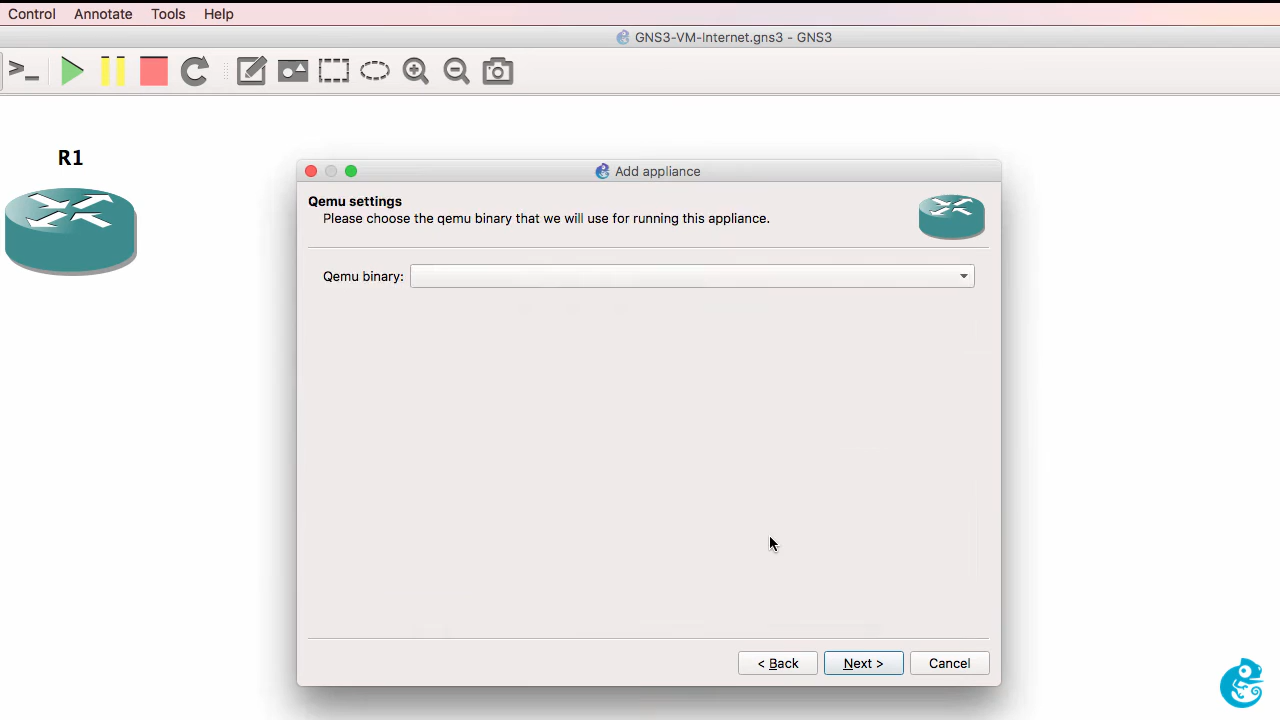 Control Annotate Tools Help
GNS3-VM-Internet.gns3 - GNS3
R1
Add appliance
Qemu settings
Please choose the qemu binary that we will use for running this appliance.
Qemu binary:
< Back Next > Cancel